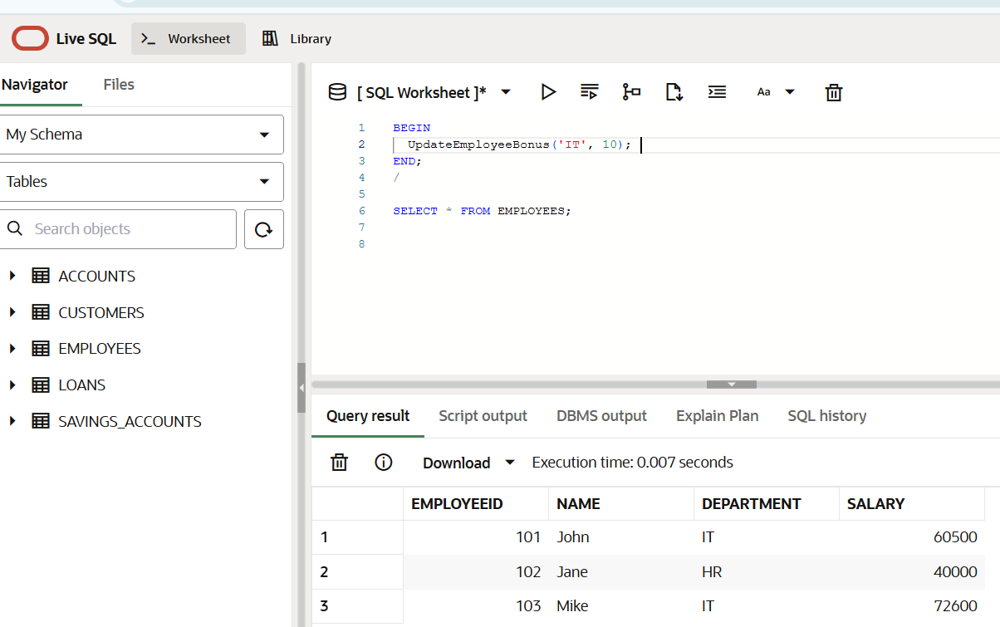 Live SQL
Worksheet
Library
Navigator
Files
My Schema
Tables
Search objects
ACCOUNTS
CUSTOMERS
EMPLOYEES
LOANS
SAVINGS_ACCOUNTS
[ SQL Worksheet ]*
Aa
1 BEGIN
2 UpdateEmployeeBonus('IT', 10);
3 END;
4 /
5
6 SELECT * FROM EMPLOYEES;
7
8
Query result Script output DBMS output Explain Plan SQL history
Download Execution time: 0.007 seconds
EMPLOYEEID NAME DEPARTMENT SALARY
1 101 John IT 60500
2 102 Jane HR 40000
3 103 Mike IT 72600